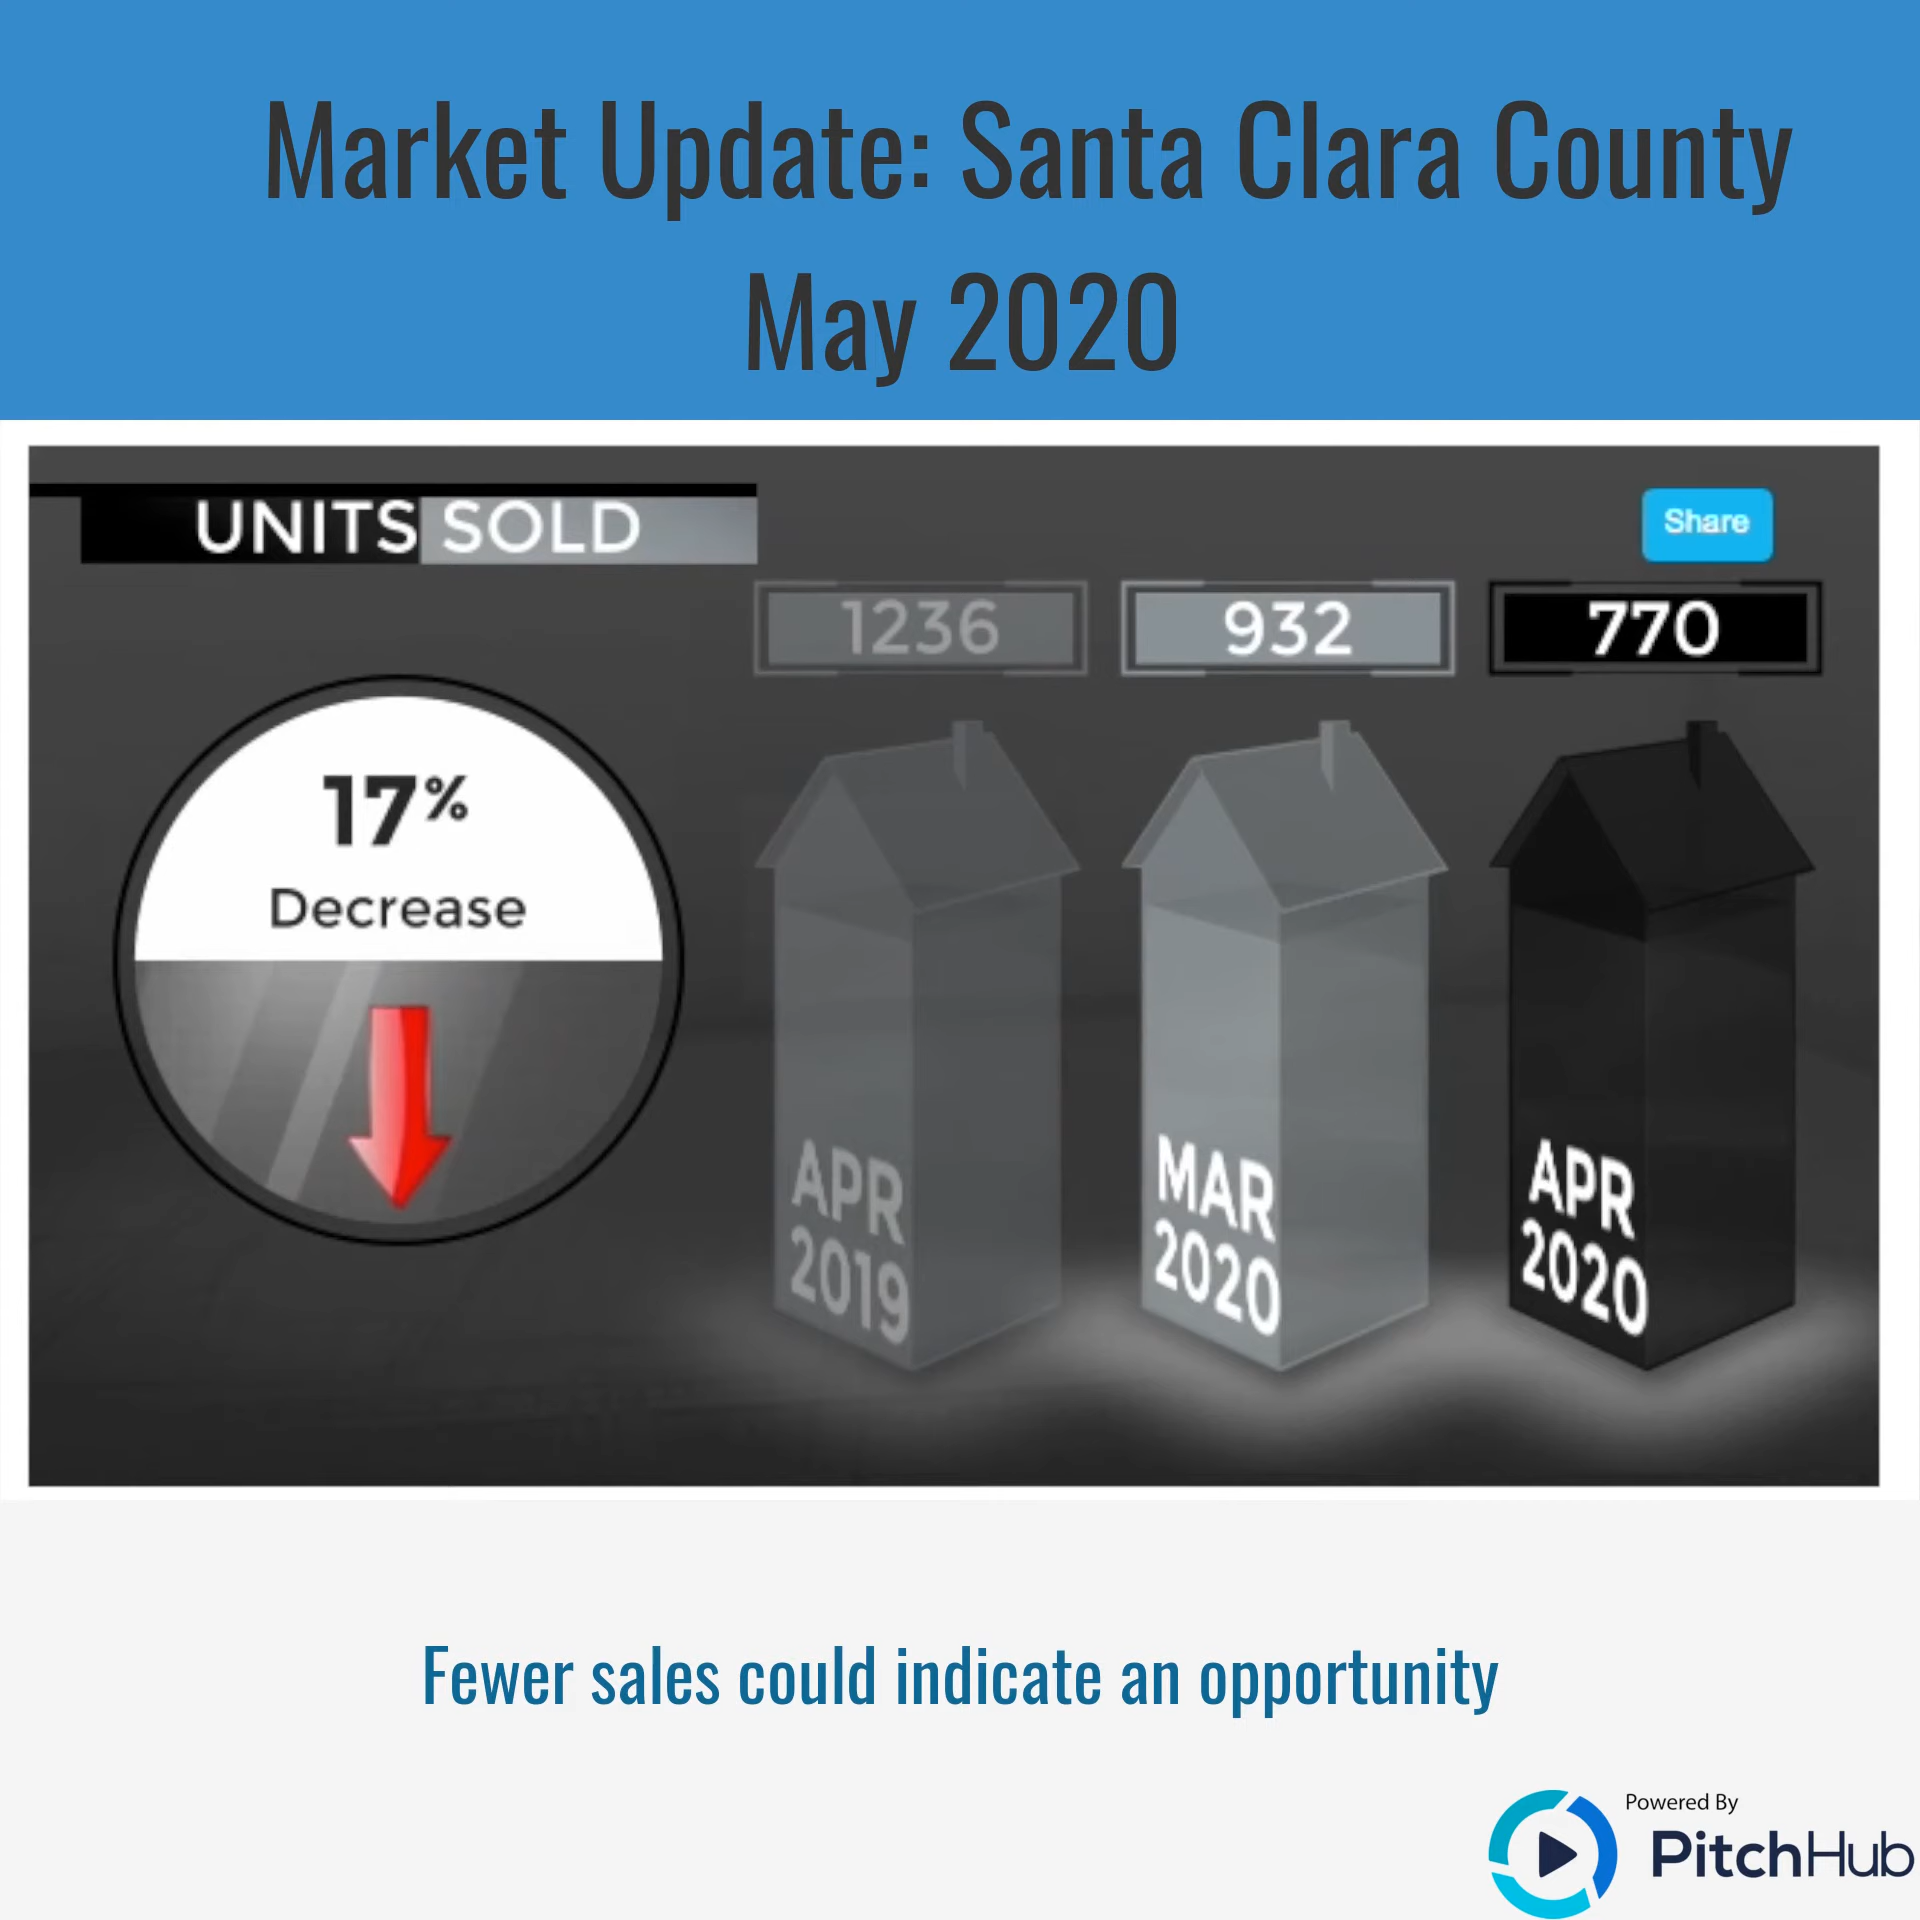 Market Update: Santa Clara County
May 2020
UNITS SOLD
Share
1236
932
770
17%
Decrease
APR
2019
MAR
2020
APR
2020
Fewer sales could indicate an opportunity
Powered By
PitchHub